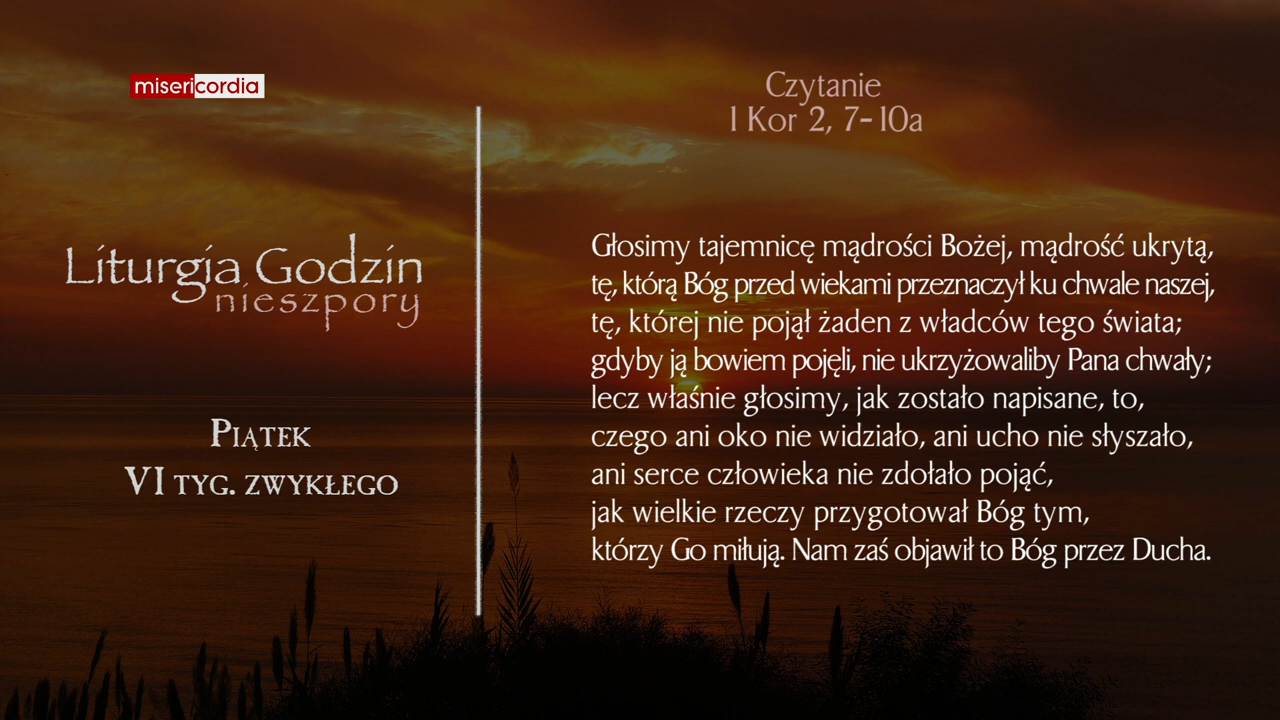 misericordia
Liturgia Godzin
nieszpory
Piątek
VI tyg. zwykłego
Czytanie
1 Kor 2, 7-10a
Głosimy tajemnicę mądrości Bożej, mądrość ukrytą,
tę, którą Bóg przed wiekami przeznaczył ku chwale naszej,
tę, której nie pojął żaden z władców tego świata;
gdyby ją bowiem pojęli, nie ukrzyżowaliby Pana chwały;
lecz właśnie głosimy, jak zostało napisane, to,
czego ani oko nie widziało, ani ucho nie słyszało,
ani serce człowieka nie zdołało pojąć,
jak wielkie rzeczy przygotował Bóg tym,
którzy Go miłują. Nam zaś objawił to Bóg przez Ducha.